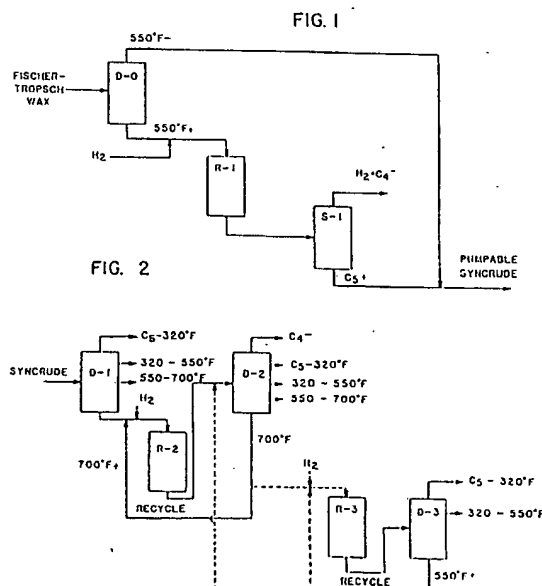 FIG. 1
550°F-
D-0
FISCHER-
TROPSCH
WAX
550°F+
H2
R-1
H2+C4-
S-1
C5+
PUMPABLE
SYNCRUDE
FIG. 2
C5-320°F
C4-
SYNCRUDE
D-1
320 - 550°F
550-700°F
H2
D-2
C5-320°F
320 - 550°F
550 - 700°F
R-2
700°F+
700°F
RECYCLE
H2
C5 - 320°F
R-3
D-3
320 - 550°F
RECYCLE
550°F+